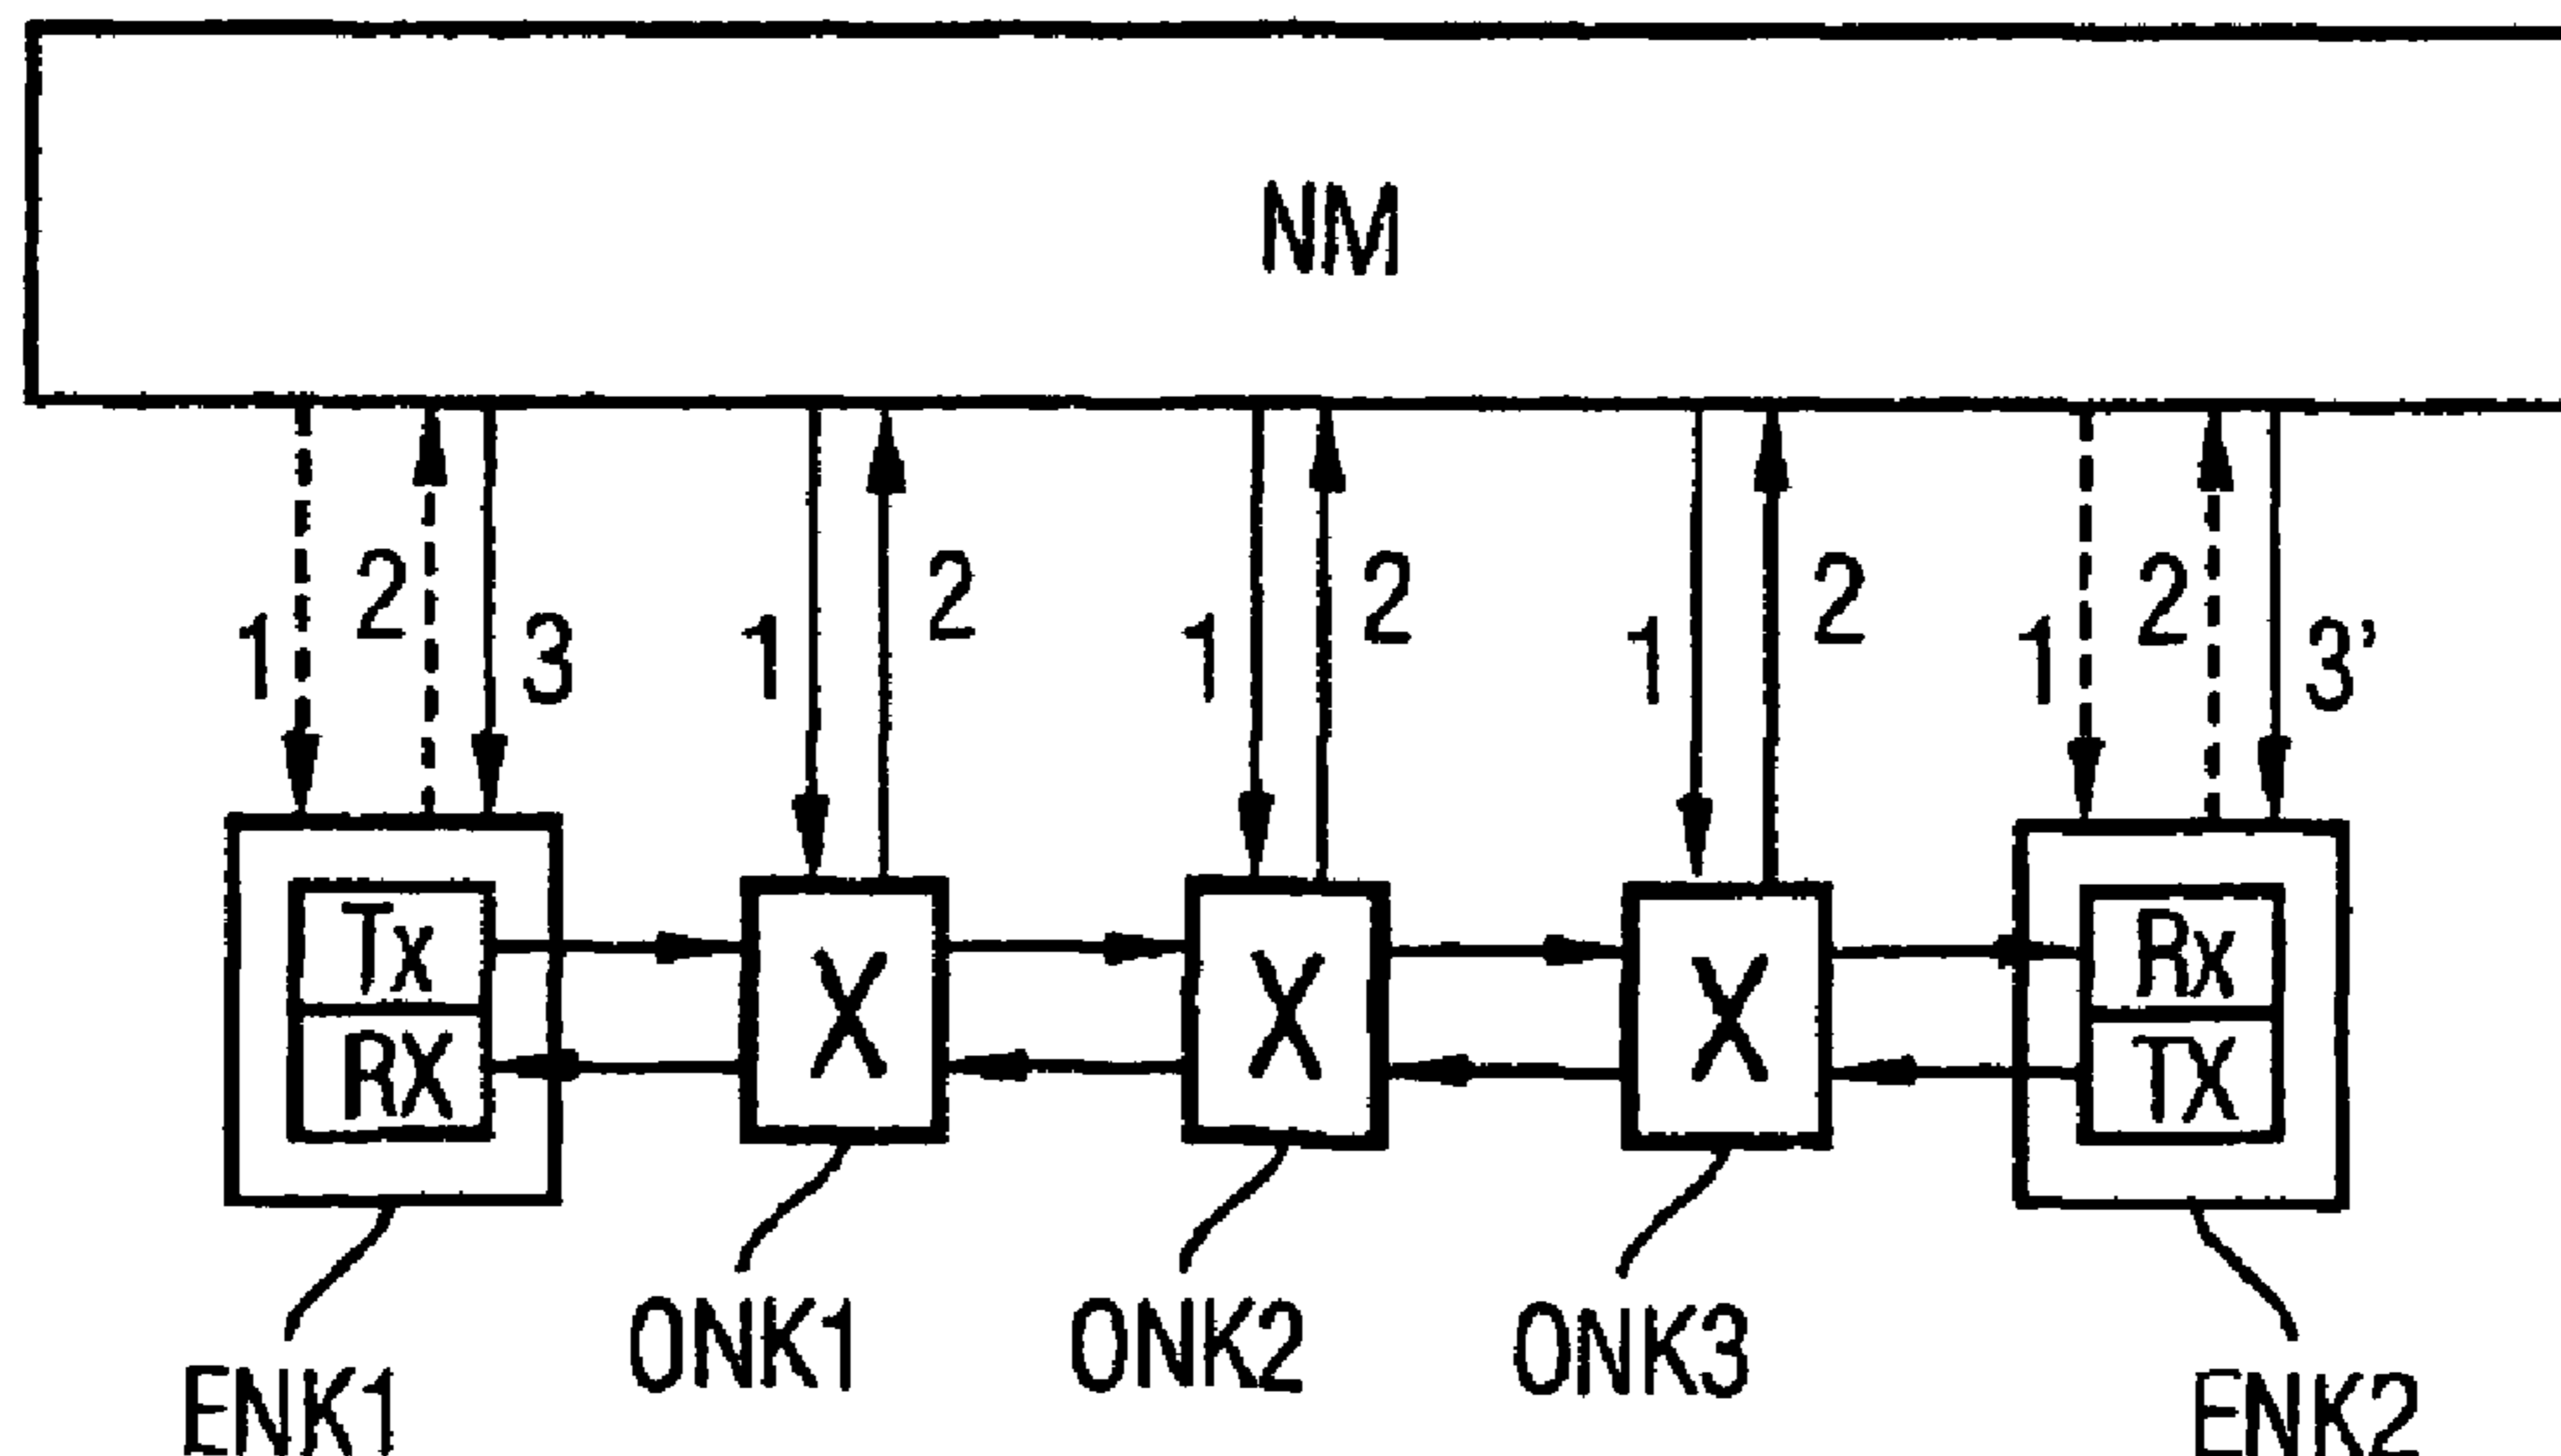 NM
1 2 3 1 2 1 2 1 2 1 2 3'
Tx X X X Rx
RX TX
ONK1 ONK2 ONK3
ENK1 ENK2